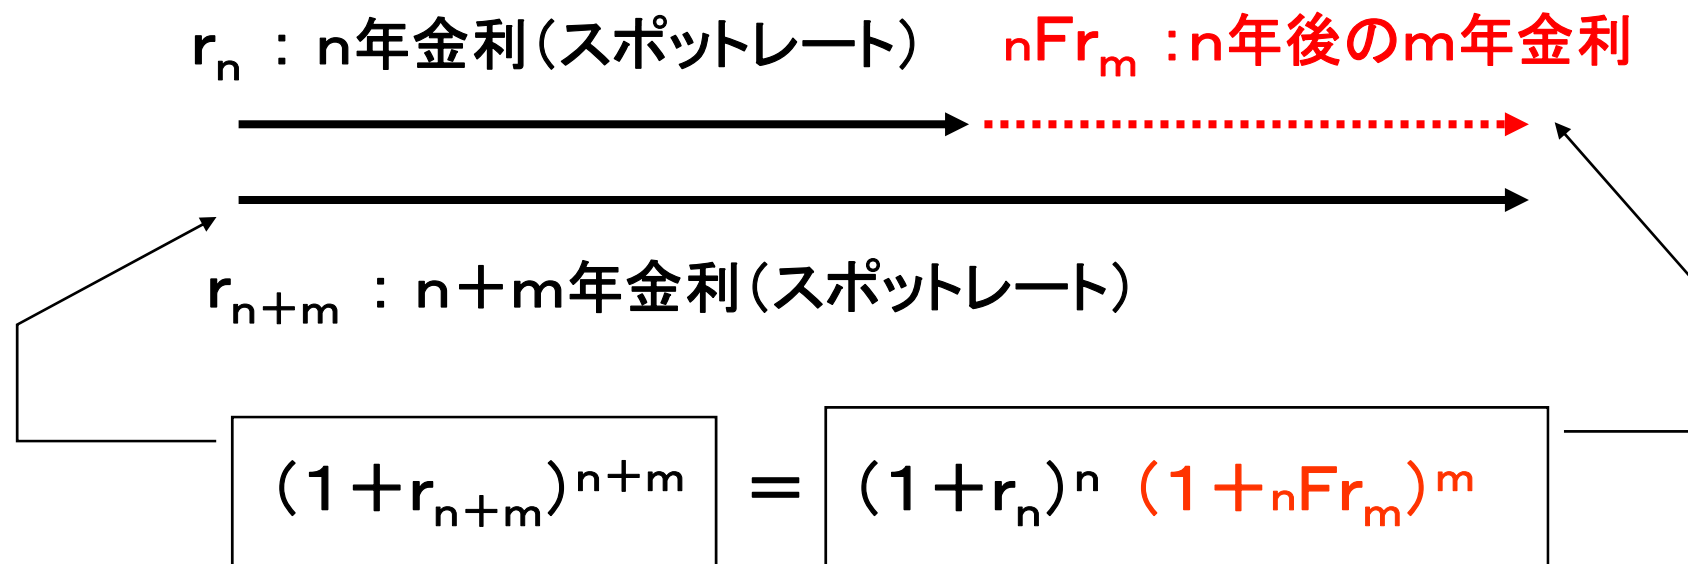 rn : n年金利(スポットレート) nFrm :n年後のm年金利
rn+m : n+m年金利(スポットレート)
(1+rn+m)n+m = (1+rn)n (1+nFrm)m